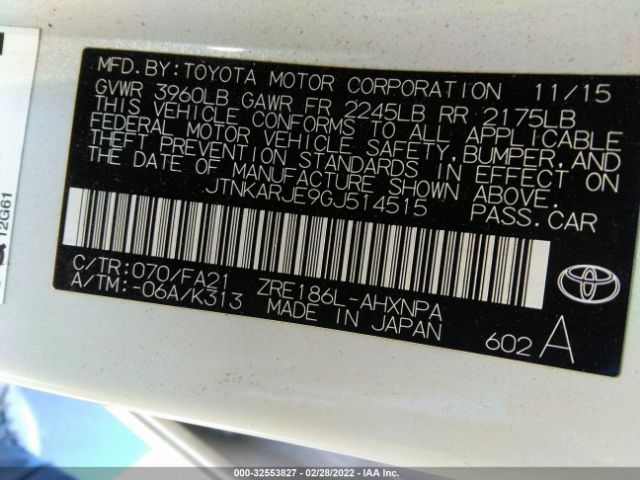 MFD. BY: TOYOTA MOTOR CORPORATION 11/15
GVWR 3960LB GAWR FR 2245LB RR 2175LB
THIS VEHICLE CONFORMS TO ALL APPLICABLE
FEDERAL MOTOR VEHICLE SAFETY, BUMPER, AND
THEFT PREVENTION STANDARDS IN EFFECT ON
THE DATE OF MANUFACTURE SHOWN ABOVE.
JTNKARJE9GJ514515 PASS.CAR
C/TR: 070/FA21 ZRE186L-AHXNPA
A/TM: -06A/K313 MADE IN JAPAN
602 A
12G61
000-32553827 - 02/28/2022 - IAA Inc.